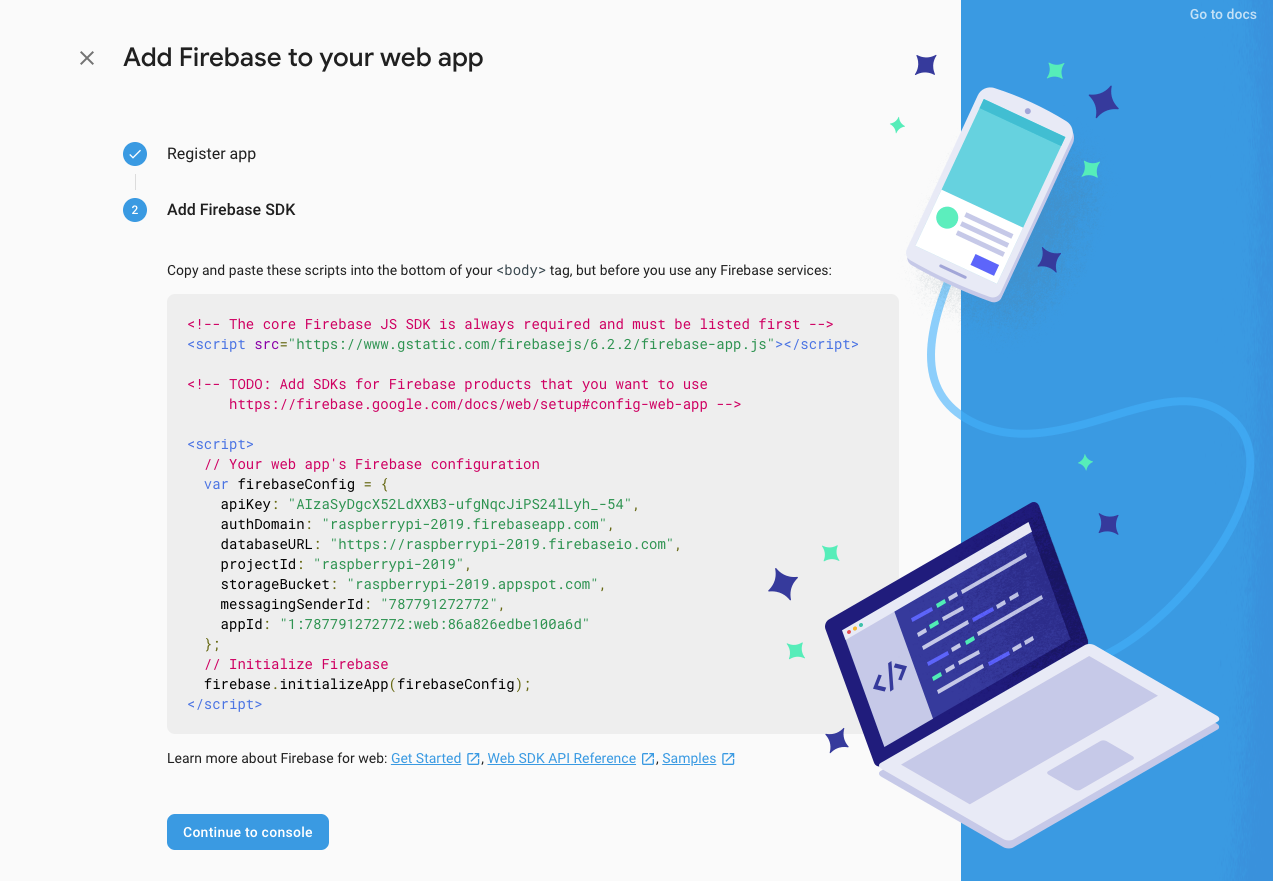 Go to docs
Add Firebase to your web app
Register app
2
Add Firebase SDK
Copy and paste these scripts into the bottom of your <body> tag, but before you use any Firebase services:
<!-- The core Firebase JS SDK is always required and must be listed first -->
<script src="https://www.gstatic.com/firebasejs/6.2.2/firebase-app.js"></script>
<!-- TODO: Add SDKs for Firebase products that you want to use
https://firebase.google.com/docs/web/setup#config-web-app -->
<script>
// Your web app's Firebase configuration
var firebaseConfig = {
apiKey: "AIzaSyDgcX52LdXXB3-ufgNqcJiPS24lLyh_-54",
authDomain: "raspberrypi-2019.firebaseapp.com",
databaseURL: "https://raspberrypi-2019.firebaseio.com",
projectId: "raspberrypi-2019",
storageBucket: "raspberrypi-2019.appspot.com",
messagingSenderId: "787791272772",
appId: "1:787791272772:web:86a826edbe100a6d"
};
// Initialize Firebase
firebase.initializeApp(firebaseConfig);
</script>
Learn more about Firebase for web: Get Started, Web SDK API Reference, Samples
Continue to console
</>